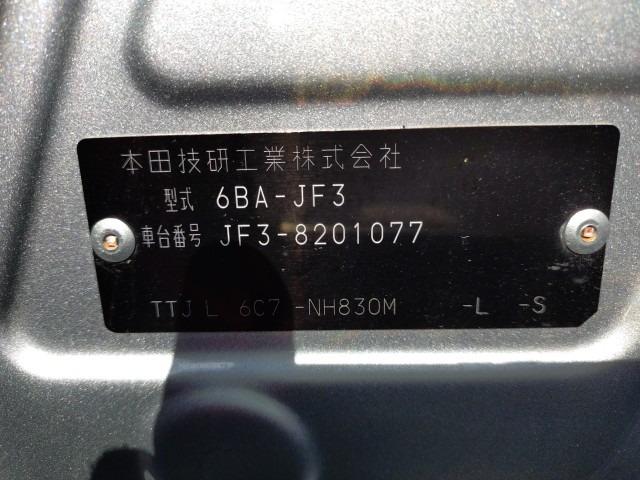 本田技研工業株式会社
型式 6BA-JF3
車台番号 JF3-8201077
TTJL 6C7 -NH830M -L -S